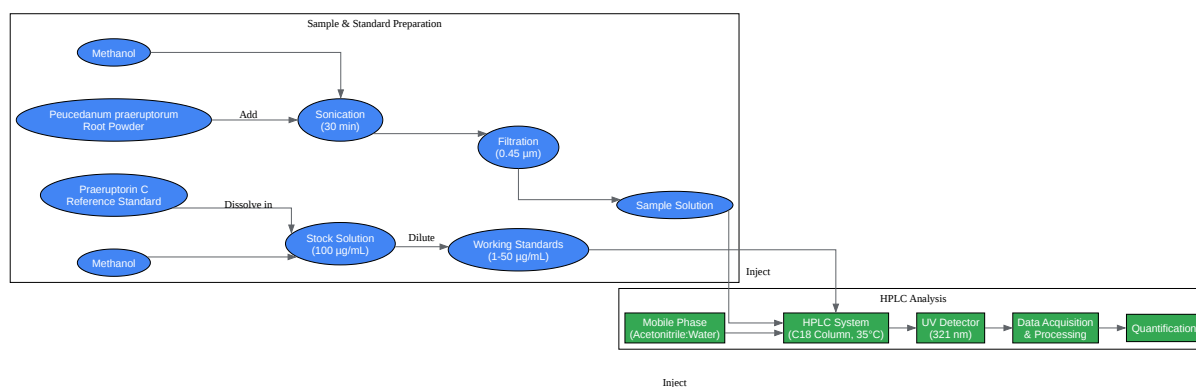 Sample & Standard Preparation
Methanol
Peucedanum praeruptorum
Root Powder
Add
Sonication
(30 min)
Filtration
(0.45 µm)
Praeruptorin C
Reference Standard
Dissolve in
Sample Solution
Stock Solution
(100 µg/mL)
Dilute
Working Standards
(1-50 µg/mL)
Methanol
Inject
HPLC Analysis
Mobile Phase
(Acetonitrile:Water)
HPLC System
(C18 Column, 35°C)
UV Detector
(321 nm)
Data Acquisition
& Processing
Quantification
Inject